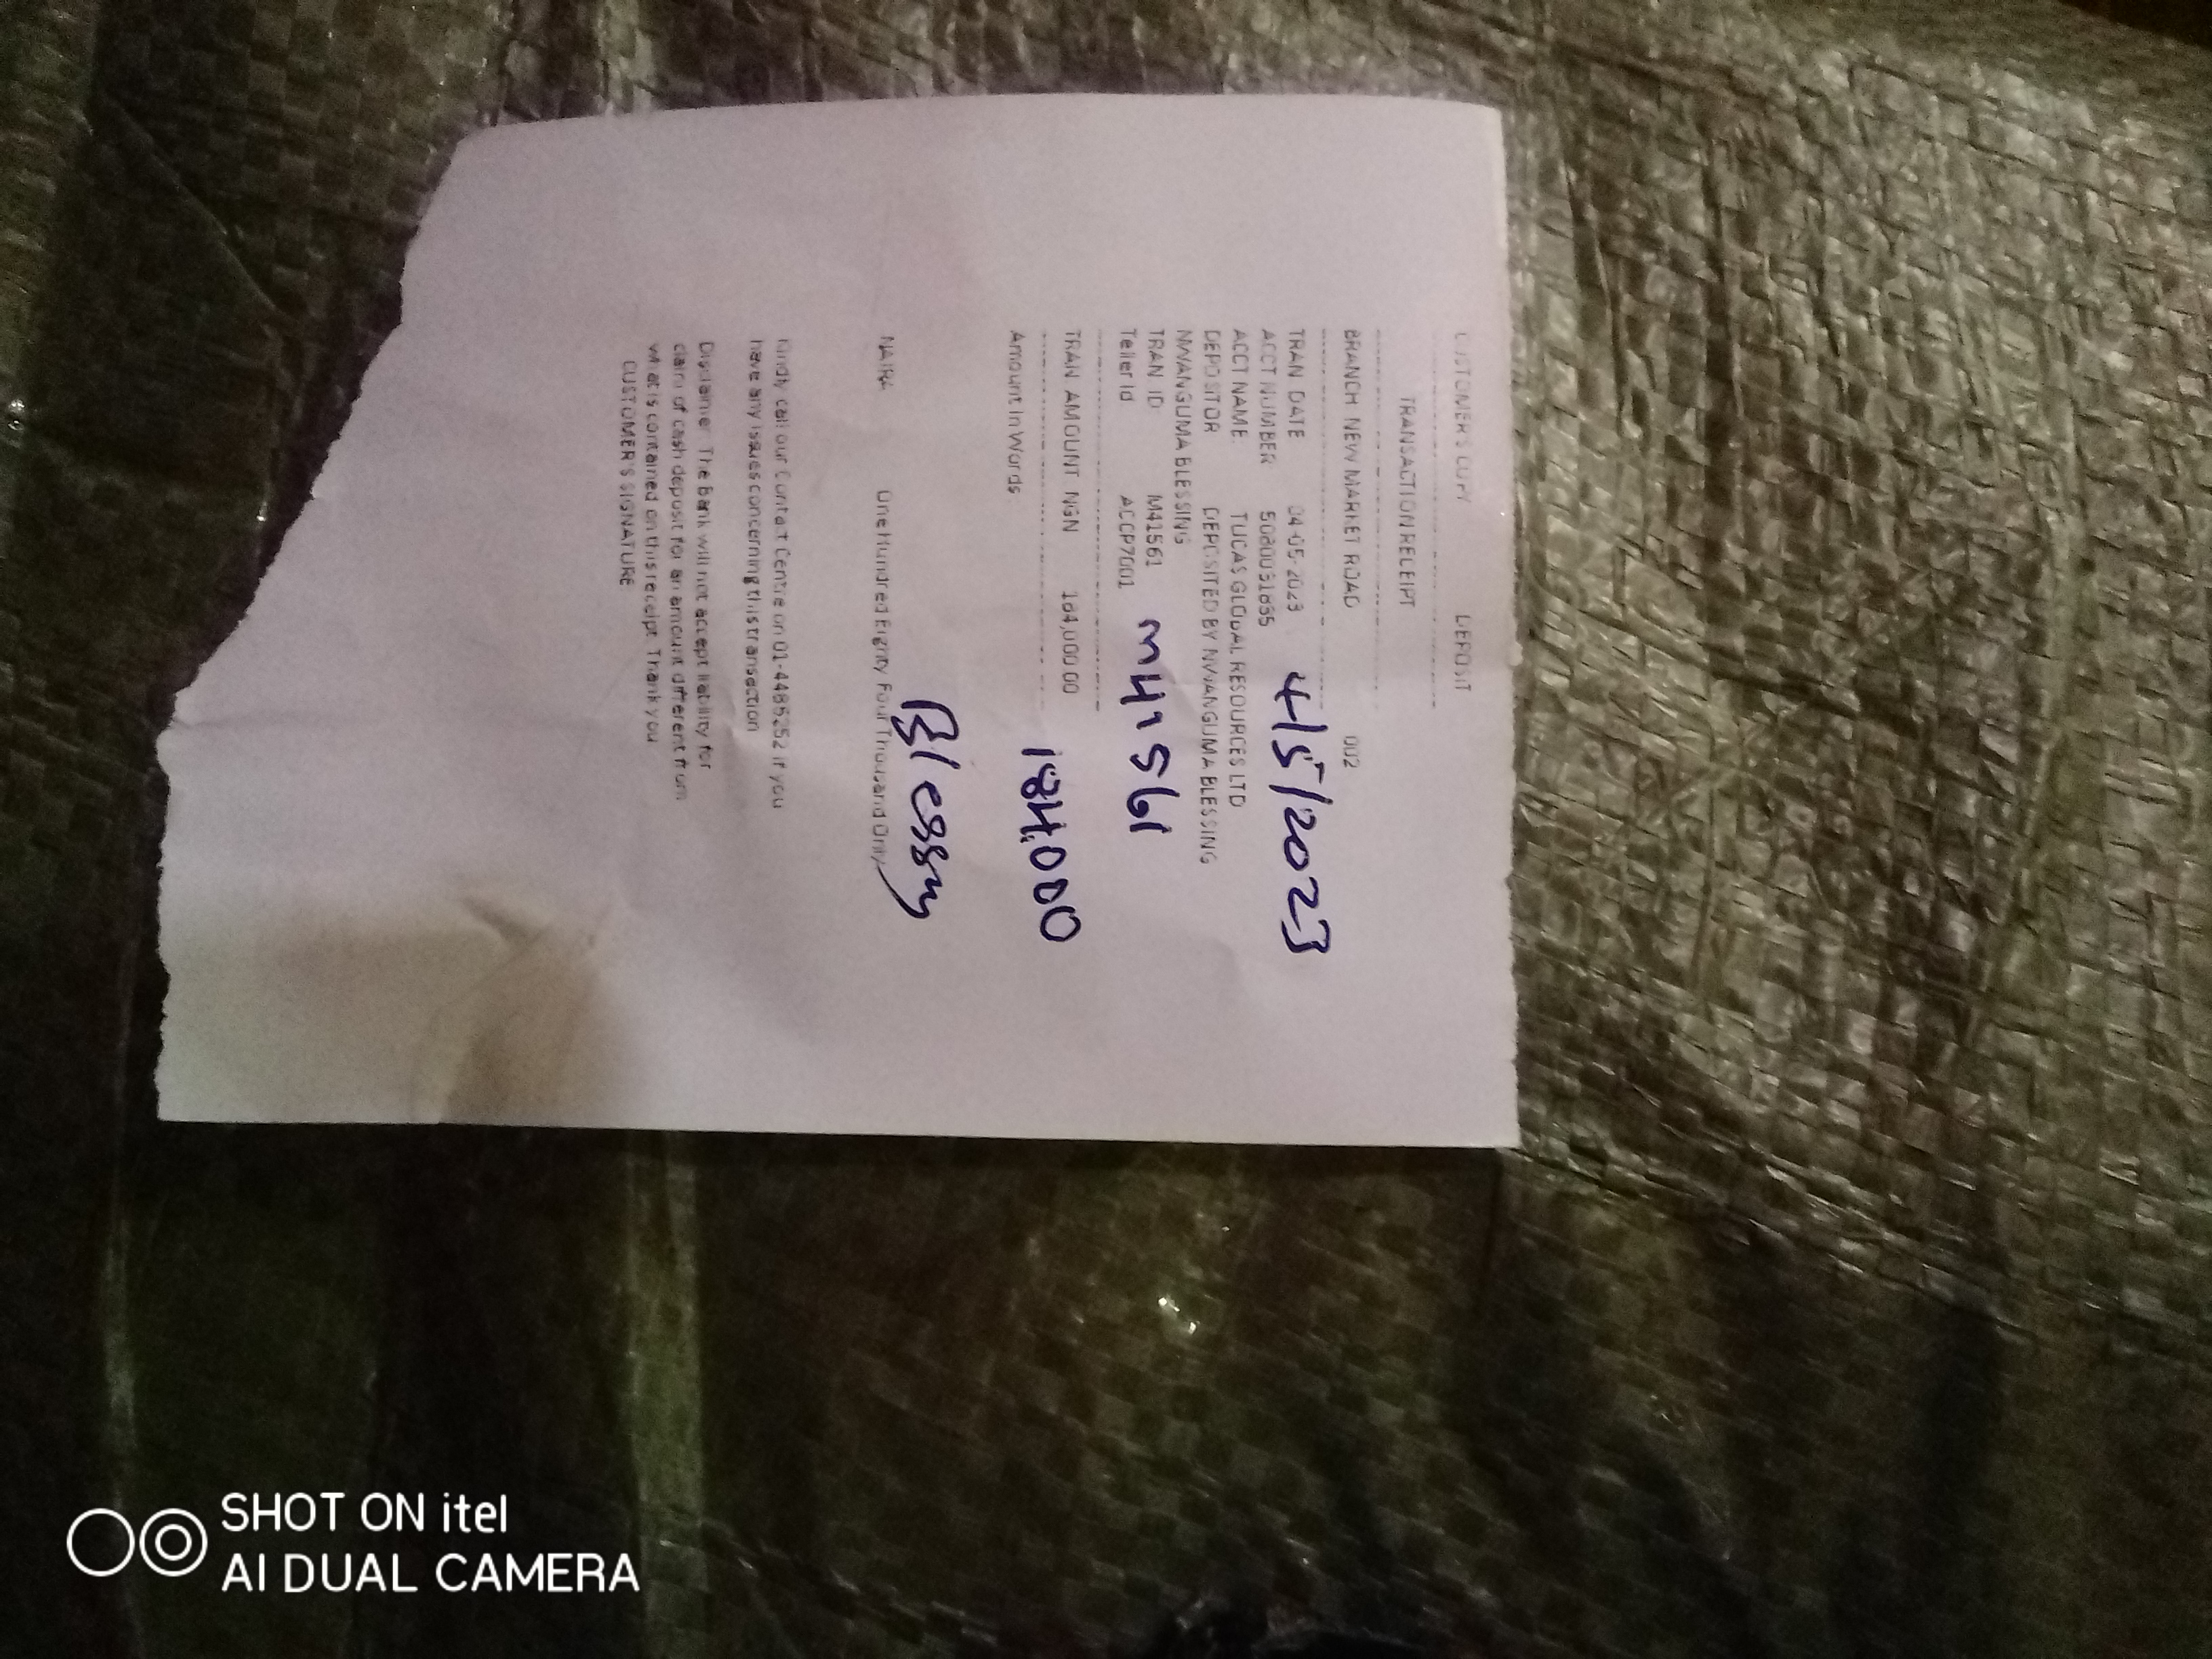 CUSTOMER'S COPY DEPOSIT
TRANSACTION RECEIPT
BRANCH NEW MARKET ROAD 002
TRAN DATE 04-05-2023 4/5/2023
ACCT NUMBER
ACCT NAME TUCAS GLOBAL RESOURCES LTD
DEPOSITOR DEPOSITED BY NWANGUMA BLESSING
NWANGUMA BLESSING
TRAN ID M41561 M41561
Teller Id ACCP7001
TRAN AMOUNT NGN 184,000.00
184,000
Amount In Words
Blessing
NAIRA One Hundred Eighty Four Thousand Only
Kindly call our Contact Centre on 01-4485252 if you
have any issues concerning this transaction
Disclaimer The Bank will not accept liability for
claim of cash deposit for an amount different from
what is contained on this receipt. Thank you
CUSTOMER'S SIGNATURE
SHOT ON itel
AI DUAL CAMERA